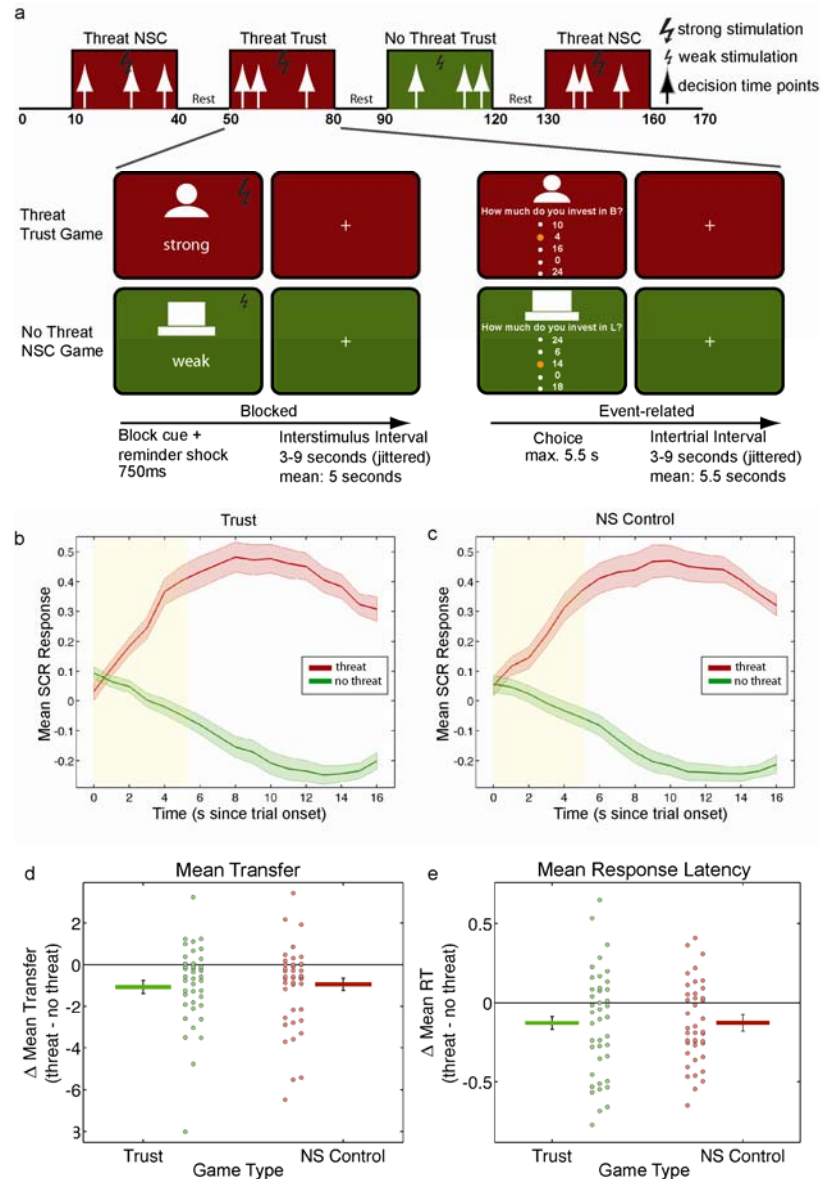 a
Threat NSC
Threat Trust
No Threat Trust
Threat NSC
strong stimulation
weak stimulation
decision time points
Rest
Rest
Rest
0 10 40 50 80 90 120 130 160 170
Threat
Trust Game
strong
+
How much do you invest in B?
10
4
16
0
24
+
No Threat
NSC Game
weak
+
How much do you invest in L?
24
6
14
0
18
+
Blocked
Event-related
Block cue +
reminder shock
750ms
Interstimulus Interval
3-9 seconds (jittered)
mean: 5 seconds
Choice
max. 5.5 s
Intertrial Interval
3-9 seconds (jittered)
mean: 5.5 seconds
b
Trust
Mean SCR Response
0.5
0.4
0.3
0.2
0.1
0
-0.1
-0.2
threat
no threat
0 2 4 6 8 10 12 14 16
Time (s since trial onset)
c
NS Control
Mean SCR Response
0.5
0.4
0.3
0.2
0.1
0
-0.1
-0.2
threat
no threat
0 2 4 6 8 10 12 14 16
Time (s since trial onset)
d
Mean Transfer
Δ Mean Transfer
(threat - no threat)
2
0
-2
-4
-6
8
Trust
NS Control
Game Type
e
Mean Response Latency
Δ Mean RT
(threat - no threat)
0.5
0
-0.5
Trust
NS Control
Game Type